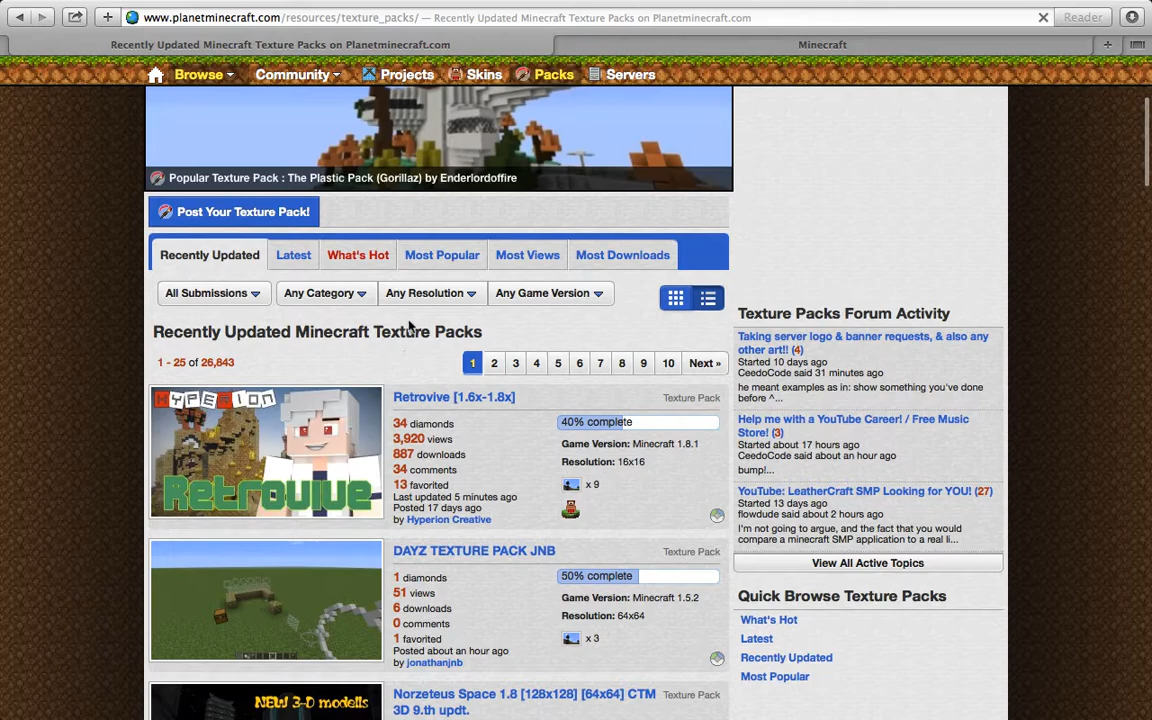 www.planetminecraft.com/resources/texture_packs/ — Recently Updated Minecraft Texture Packs on Planetminecraft.com
Reader
Recently Updated Minecraft Texture Packs on Planetminecraft.com
Minecraft
Browse
Community
Projects
Skins
Packs
Servers
Popular Texture Pack : The Plastic Pack (Gorillaz) by Enderlordoffire
Post Your Texture Pack!
Recently Updated
Latest
What's Hot
Most Popular
Most Views
Most Downloads
All Submissions
Any Category
Any Resolution
Any Game Version
Recently Updated Minecraft Texture Packs
1 - 25 of 26,843
1 2 3 4 5 6 7 8 9 10 Next »
HYPERION
Retrovive
Retrovive [1.6x-1.8x]
Texture Pack
34 diamonds
3,920 views
887 downloads
34 comments
13 favorited
Last updated 5 minutes ago
Posted 17 days ago
by Hyperion Creative
40% complete
Game Version: Minecraft 1.8.1
Resolution: 16x16
x 9
DAYZ TEXTURE PACK JNB
Texture Pack
1 diamonds
51 views
6 downloads
0 comments
1 favorited
Posted about an hour ago
by jonathanjnb
50% complete
Game Version: Minecraft 1.5.2
Resolution: 64x64
x 3
NEW 3-D modells
Norzeteus Space 1.8 [128x128] [64x64] CTM
3D 9.th updt.
Texture Pack
Texture Packs Forum Activity
Taking server logo & banner requests, & also any
other art!! (4)
Started 10 days ago
CeedoCode said 31 minutes ago
he meant examples as in: show something you've done
before ^...
Help me with a YouTube Career! / Free Music
Store! (3)
Started about 17 hours ago
CeedoCode said about an hour ago
bump!...
YouTube: LeatherCraft SMP Looking for YOU! (27)
Started 13 days ago
flowdude said about 2 hours ago
I'm not going to argue, and the fact that you would
compare a minecraft SMP application to a real li...
View All Active Topics
Quick Browse Texture Packs
What's Hot
Latest
Recently Updated
Most Popular